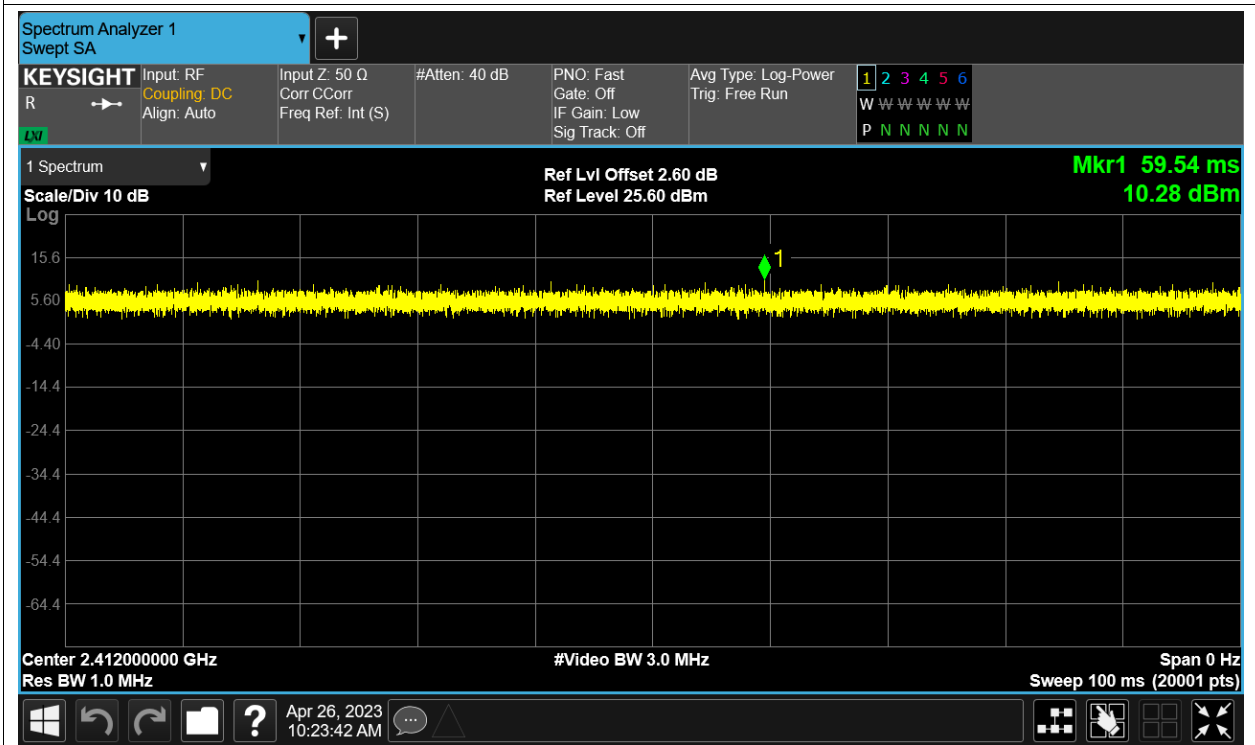 Spectrum Analyzer 1
Swept SA
KEYSIGHT
R
LXI
Input: RF
Coupling: DC
Align: Auto
Input Z: 50 Ω
Corr CCorr
Freq Ref: Int (S)
#Atten: 40 dB
PNO: Fast
Gate: Off
IF Gain: Low
Sig Track: Off
Avg Type: Log-Power
Trig: Free Run
1 2 3 4 5 6
W W W W W W
P N N N N N
1 Spectrum
Scale/Div 10 dB
Log
Ref Lvl Offset 2.60 dB
Ref Level 25.60 dBm
Mkr1 59.54 ms
10.28 dBm
1
15.6
5.60
-4.40
-14.4
-24.4
-34.4
-44.4
-54.4
-64.4
Center 2.412000000 GHz
Res BW 1.0 MHz
#Video BW 3.0 MHz
Span 0 Hz
Sweep 100 ms (20001 pts)
?
Apr 26, 2023
10:23:42 AM